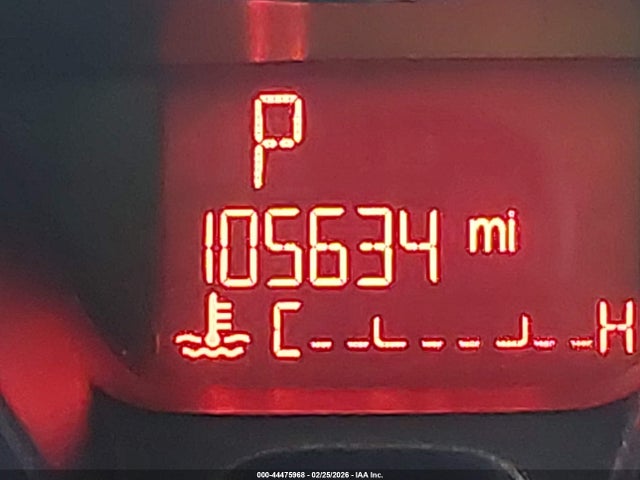 P
105634 mi
C H
000-44475968 - 02/25/2026 - IAA Inc.